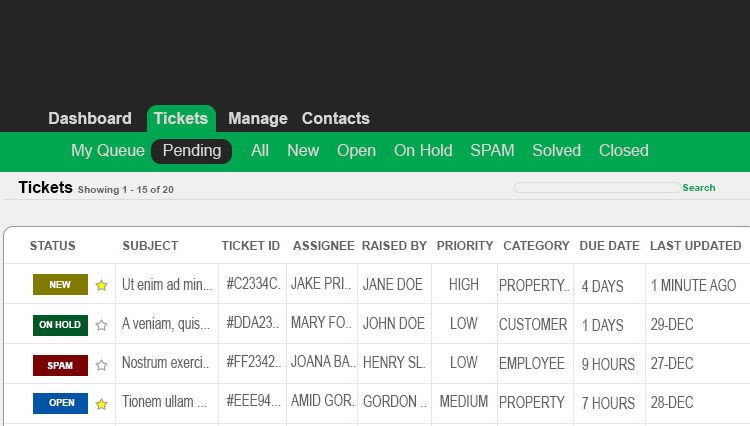 Dashboard Tickets Manage Contacts
My Queue Pending All New Open On Hold SPAM Solved Closed
Tickets Showing 1 - 15 of 20 Search
STATUS SUBJECT TICKET ID ASSIGNEE RAISED BY PRIORITY CATEGORY DUE DATE LAST UPDATED
NEW Ut enim ad min... #C2334C. JAKE PRI.. JANE DOE HIGH PROPERTY.. 4 DAYS 1 MINUTE AGO
ON HOLD A veniam, quis... #DDA23.. MARY FO.. JOHN DOE LOW CUSTOMER 1 DAYS 29-DEC
SPAM Nostrum exerci.. #FF2342.. JOANA BA.. HENRY SL. LOW EMPLOYEE 9 HOURS 27-DEC
OPEN Tionem ullam ... #EEE94... AMID GOR.. GORDON .. MEDIUM PROPERTY 7 HOURS 28-DEC